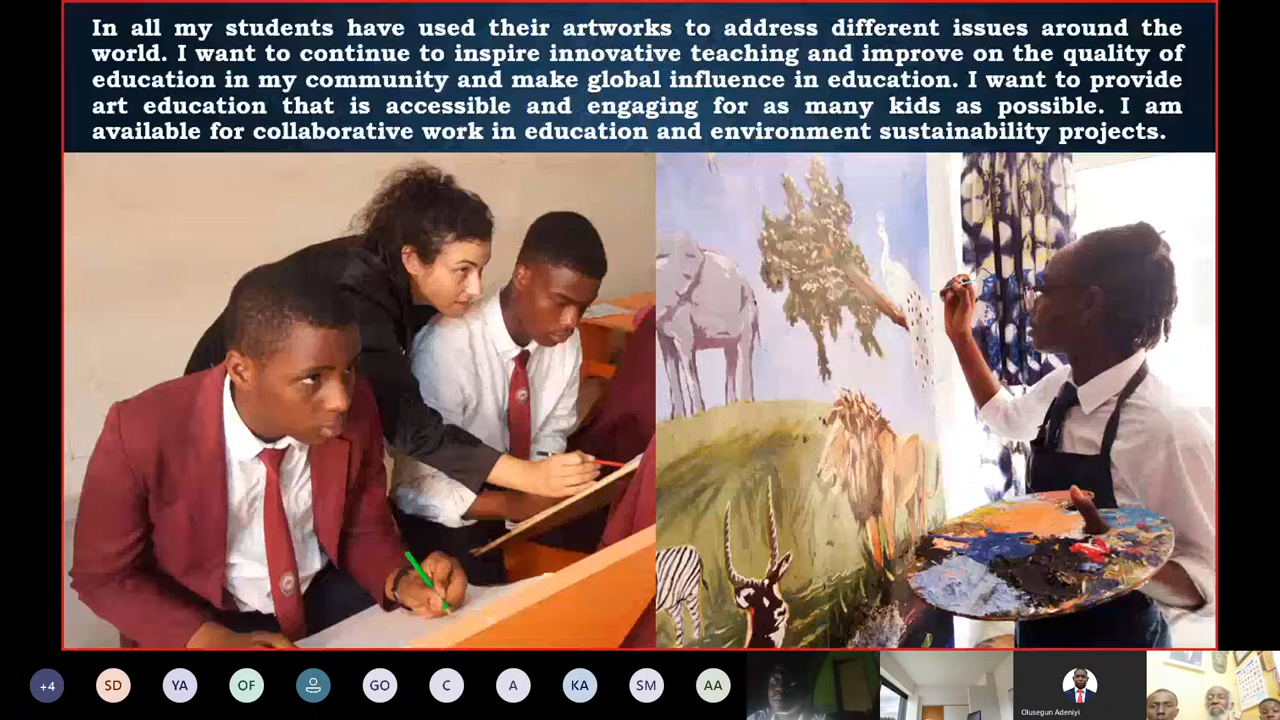 In all my students have used their artworks to address different issues around the
world. I want to continue to inspire innovative teaching and improve on the quality of
education in my community and make global influence in education. I want to provide
art education that is accessible and engaging for as many kids as possible. I am
available for collaborative work in education and environment sustainability projects.
+4 SD YA OF GO C A KA SM AA
Olusegun Adeniyi